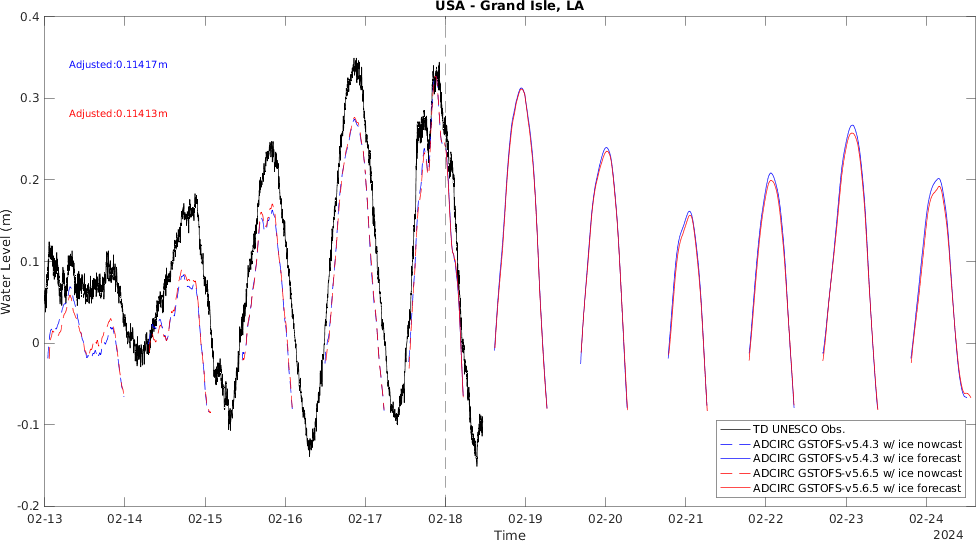 USA - Grand Isle, LA
0.4
0.3
0.2
0.1
0
-0.1
-0.2
Water Level (m)
Adjusted:0.11417m
Adjusted:0.11413m
TD UNESCO Obs.
ADCIRC GSTOFS-v5.4.3 w/ ice nowcast
ADCIRC GSTOFS-v5.4.3 w/ ice forecast
ADCIRC GSTOFS-v5.6.5 w/ ice nowcast
ADCIRC GSTOFS-v5.6.5 w/ ice forecast
02-13 02-14 02-15 02-16 02-17 02-18 02-19 02-20 02-21 02-22 02-23 02-24
Time
2024